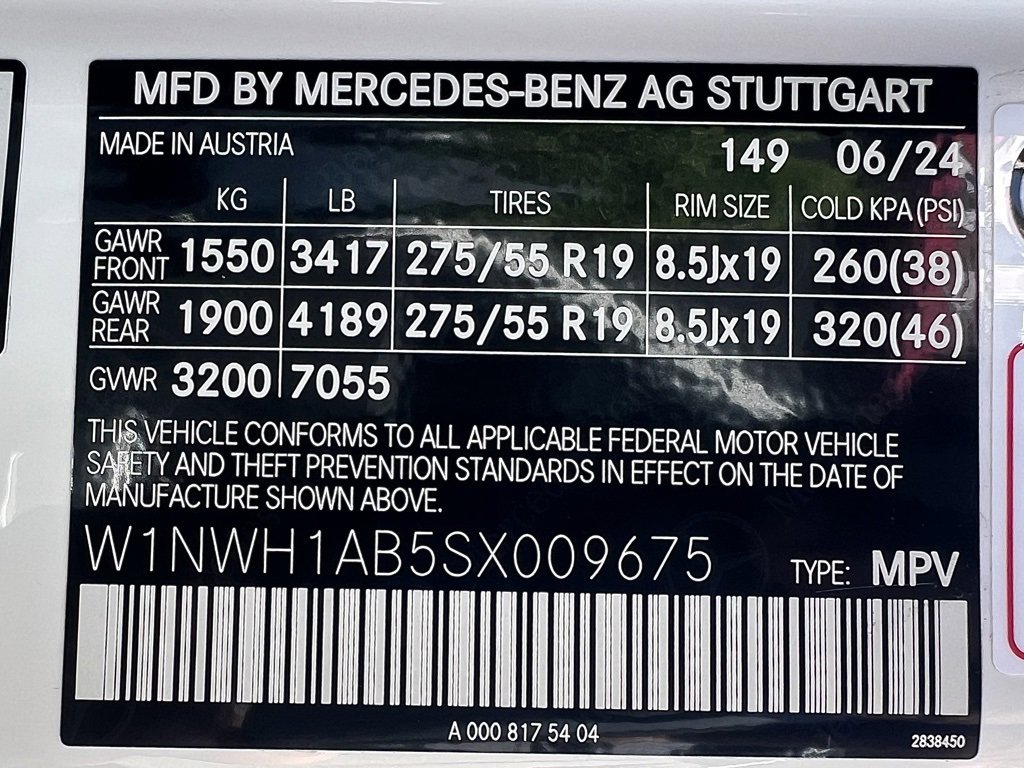 MFD BY MERCEDES-BENZ AG STUTTGART
MADE IN AUSTRIA 149 06/24
KG LB TIRES RIM SIZE COLD KPA (PSI)
GAWR FRONT 1550 3417 275/55 R19 8.5Jx19 260(38)
GAWR REAR 1900 4189 275/55 R19 8.5Jx19 320(46)
GVWR 3200 7055
THIS VEHICLE CONFORMS TO ALL APPLICABLE FEDERAL MOTOR VEHICLE
SAFETY AND THEFT PREVENTION STANDARDS IN EFFECT ON THE DATE OF
MANUFACTURE SHOWN ABOVE.
W1NWH1AB5SX009675 TYPE: MPV
A 000 817 54 04
2838450